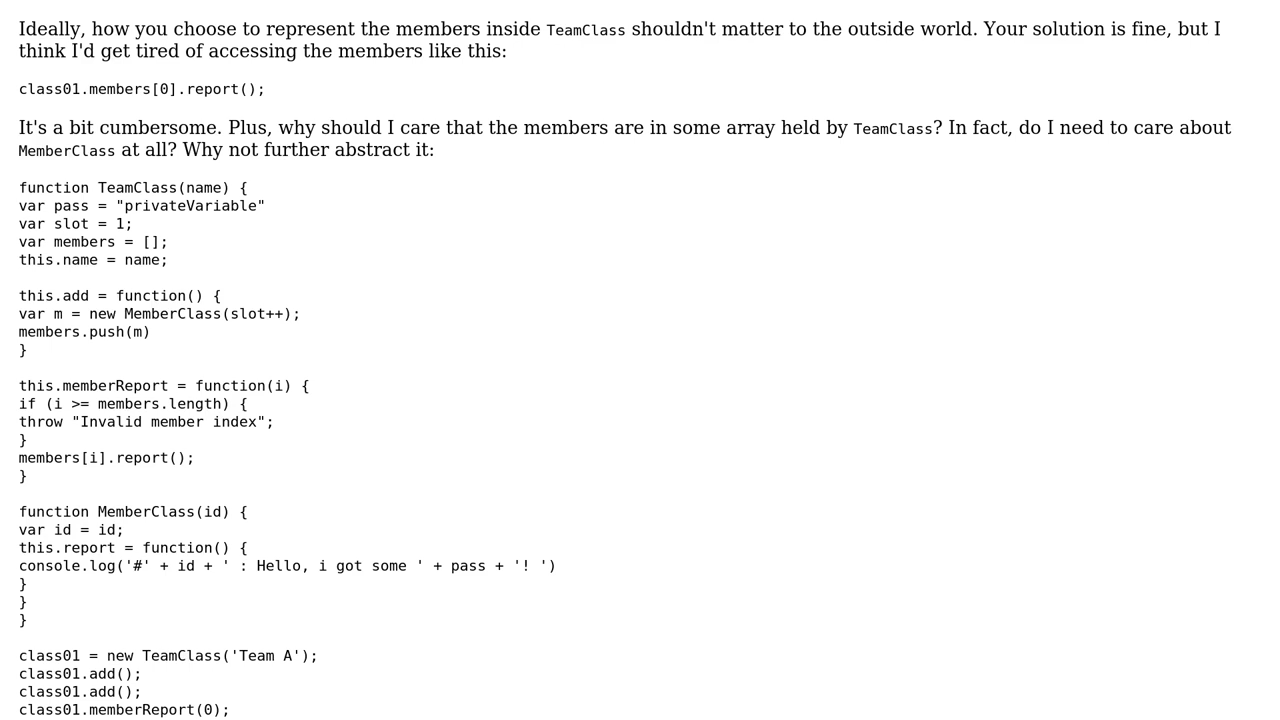 Ideally, how you choose to represent the members inside TeamClass shouldn't matter to the outside world. Your solution is fine, but I
think I'd get tired of accessing the members like this:
class01.members[0].report();
It's a bit cumbersome. Plus, why should I care that the members are in some array held by TeamClass? In fact, do I need to care about
MemberClass at all? Why not further abstract it:
function TeamClass(name) {
var pass = "privateVariable"
var slot = 1;
var members = [];
this.name = name;
this.add = function() {
var m = new MemberClass(slot++);
members.push(m)
}
this.memberReport = function(i) {
if (i >= members.length) {
throw "Invalid member index";
}
members[i].report();
}
function MemberClass(id) {
var id = id;
this.report = function() {
console.log('#' + id + ' : Hello, i got some ' + pass + '! ')
}
}
}
class01 = new TeamClass('Team A');
class01.add();
class01.add();
class01.memberReport(0);